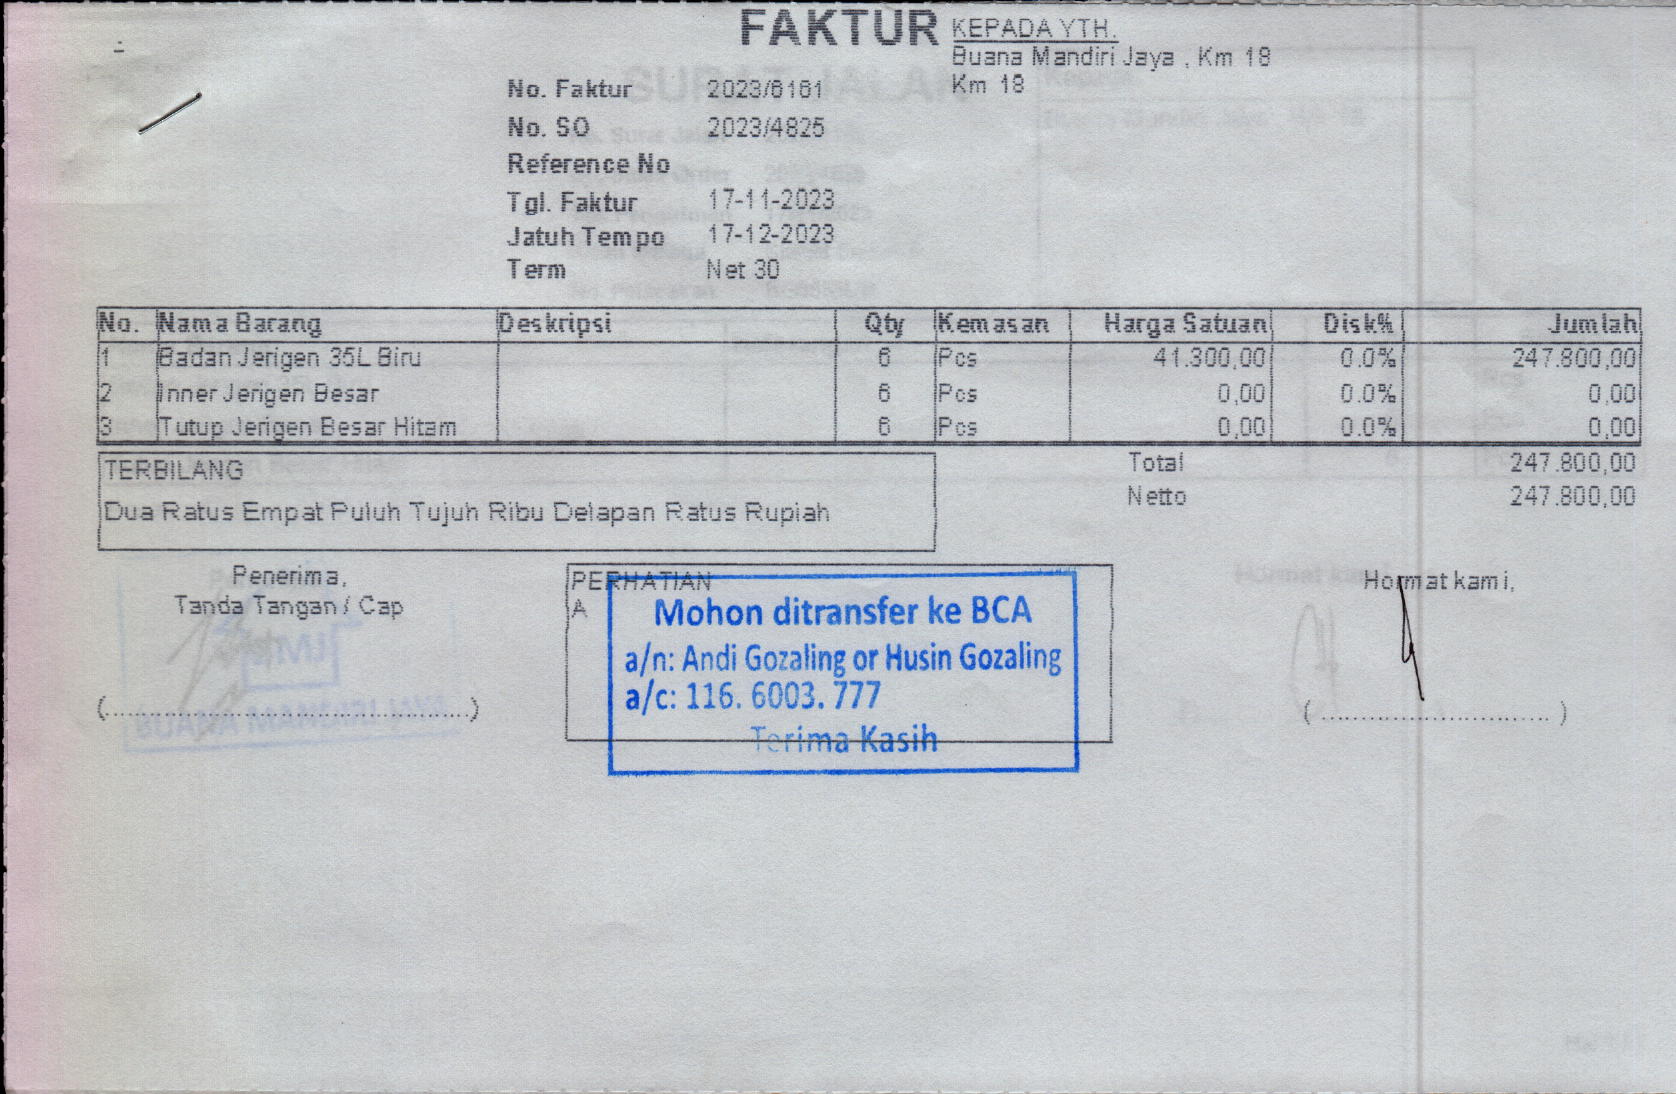 FAKTUR
KEPADA YTH.
Buana Mandiri Jaya , Km 18
Km 18
No. Faktur 2023/6161
No. SO 2023/4825
Reference No
Tgl. Faktur 17-11-2023
Jatuh Tempo 17-12-2023
Term Net 30
No. Nama Barang Deskripsi Qty Kemasan Harga Satuan Disk% Jumlah
1 Badan Jerigen 35L Biru 6 Pcs 41.300,00 0.0% 247.800,00
2 Inner Jerigen Besar 6 Pcs 0,00 0.0% 0,00
3 Tutup Jerigen Besar Hitam 6 Pcs 0,00 0.0% 0,00
TERBILANG
Dua Ratus Empat Puluh Tujuh Ribu Delapan Ratus Rupiah
Total 247.800,00
Netto 247.800,00
Penerima,
Tanda Tangan / Cap
(........................................)
BUANA MANDIRI JAYA
PERHATIAN
A
Mohon ditransfer ke BCA
a/n: Andi Gozaling or Husin Gozaling
a/c: 116. 6003. 777
Terima Kasih
Hormat kami,
( ............................ )